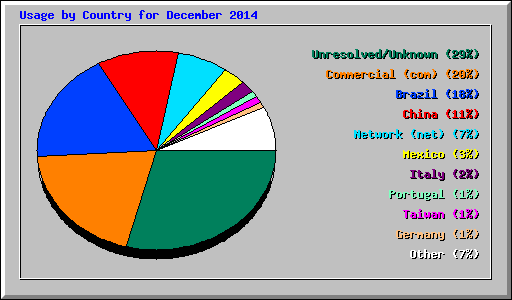 Usage by Country for December 2014
Unresolved/Unknown (29%)
Commercial (com) (20%)
Brazil (18%)
China (11%)
Network (net) (7%)
Mexico (3%)
Italy (2%)
Portugal (1%)
Taiwan (1%)
Germany (1%)
Other (7%)